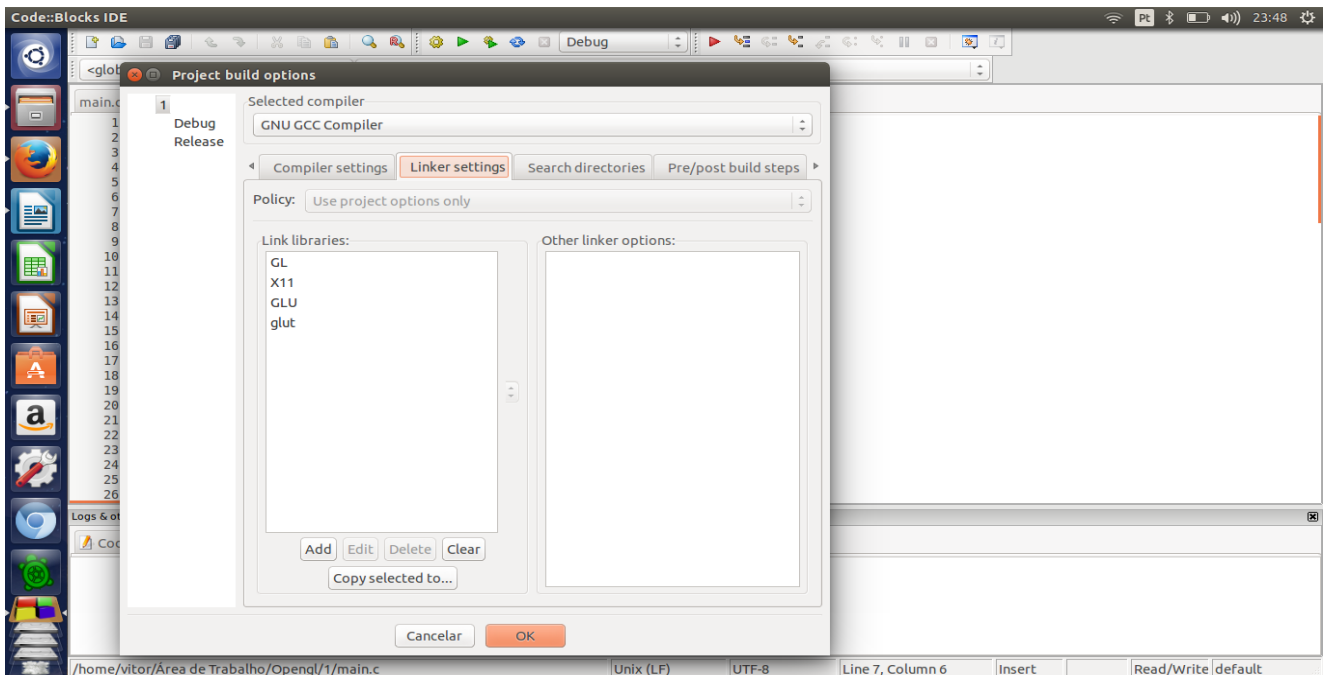 Code::Blocks IDE
Pt 23:48
Debug
<glob
Project build options
main.c
1
2
3
4
5
6
7
8
9
10
11
12
13
14
15
16
17
18
19
20
21
22
23
24
25
26
1
Debug
Release
Selected compiler
GNU GCC Compiler
Compiler settings Linker settings Search directories Pre/post build steps
Policy: Use project options only
Link libraries:
GL
X11
GLU
glut
Other linker options:
Add Edit Delete Clear
Copy selected to...
Cancelar OK
Logs & ot
Coc
a
/home/vitor/Área de Trabalho/Opengl/1/main.c Unix (LF) UTF-8 Line 7, Column 6 Insert Read/Write default